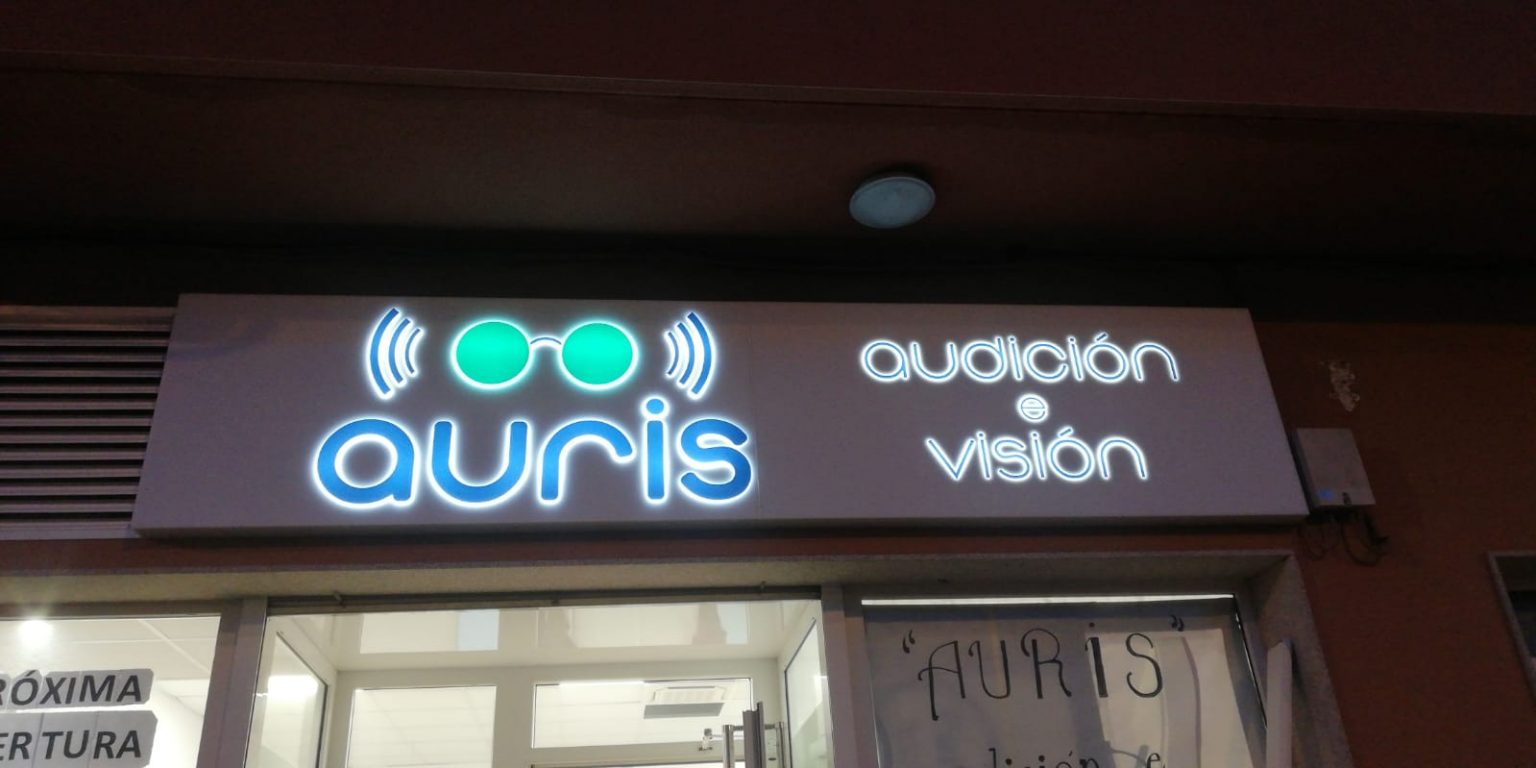 auris
audición
e
visión
RÓXIMA
ERTURA
"AURIS"
e